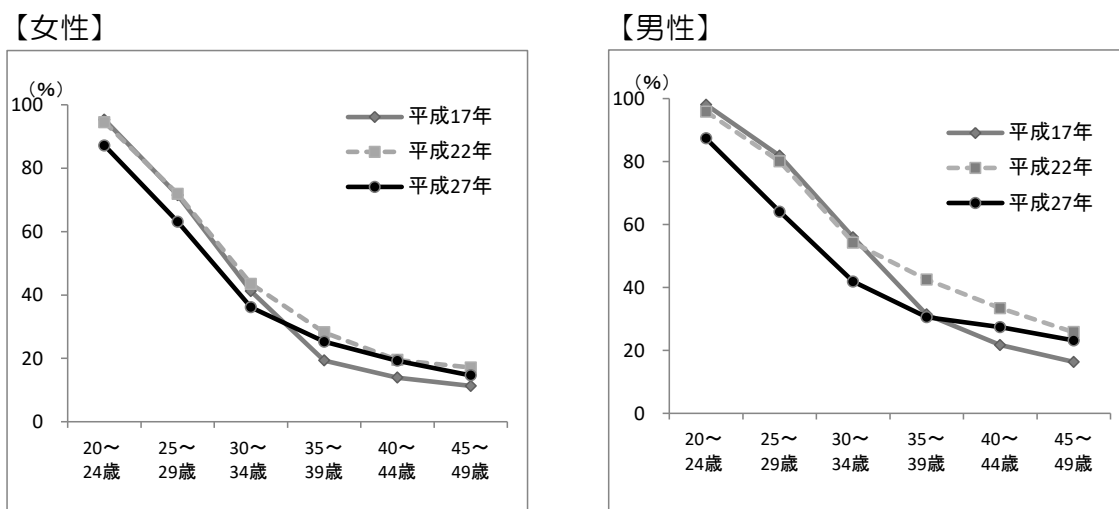 【女性】
（%）
100
80
60
40
20
0
平成17年
平成22年
平成27年
20～
24歳
25～
29歳
30～
34歳
35～
39歳
40～
44歳
45～
49歳
【男性】
（%）
100
80
60
40
20
0
平成17年
平成22年
平成27年
20～
24歳
25～
29歳
30～
34歳
35～
39歳
40～
44歳
45～
49歳